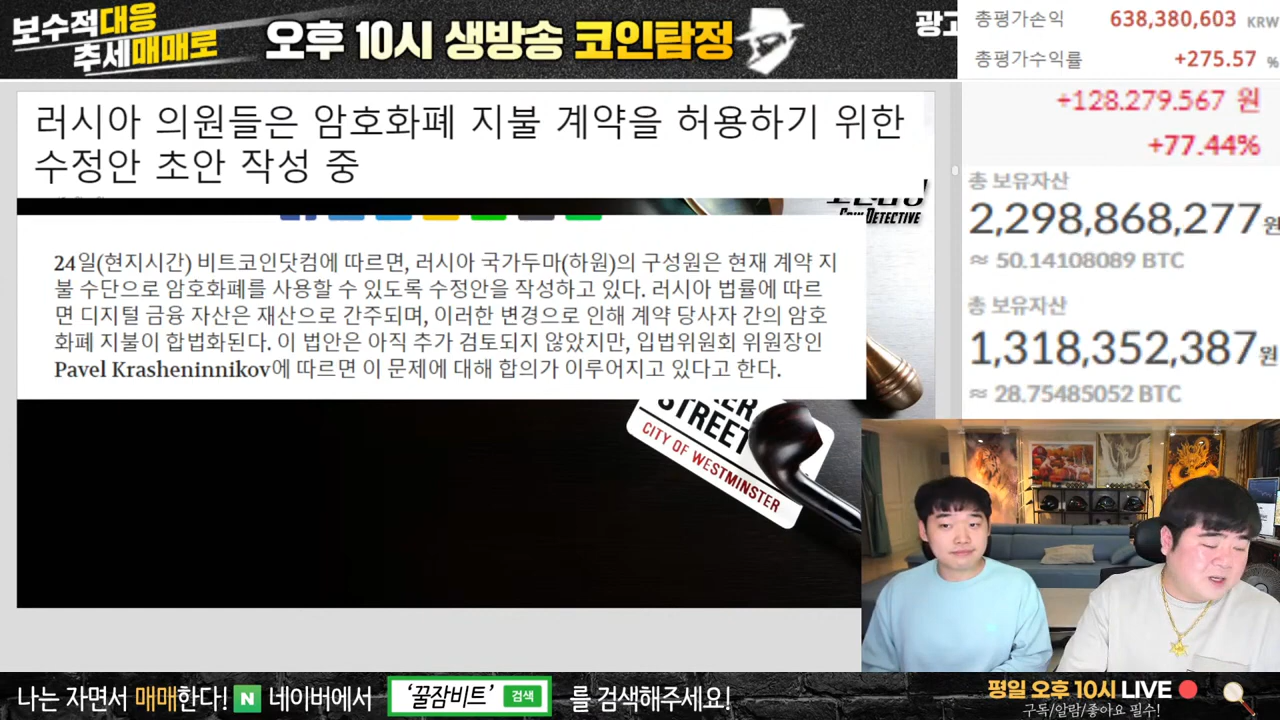 보수적대응
추세매매로
오후 10시 생방송 코인탐정
광고
총평가손익 638,380,603 KRW
총평가수익률 +275.57 %
+128.279.567 원
+77.44%
총 보유자산
2,298,868,277원
≈ 50.14108089 BTC
총 보유자산
1,318,352,387원
≈ 28.75485052 BTC
러시아 의원들은 암호화폐 지불 계약을 허용하기 위한
수정안 초안 작성 중
COIN DETECTIVE
24일(현지시간) 비트코인닷컴에 따르면, 러시아 국가두마(하원)의 구성원은 현재 계약 지
불 수단으로 암호화폐를 사용할 수 있도록 수정안을 작성하고 있다. 러시아 법률에 따르
면 디지털 금융 자산은 재산으로 간주되며, 이러한 변경으로 인해 계약 당사자 간의 암호
화폐 지불이 합법화된다. 이 법안은 아직 추가 검토되지 않았지만, 입법위원회 위원장인
Pavel Krasheninnikov에 따르면 이 문제에 대해 합의가 이루어지고 있다고 한다.
STREET
CITY OF WESTMINSTER
나는 자면서 매매한다! N 네이버에서 '꿀잠비트' 검색 를 검색해주세요!
평일 오후 10시 LIVE
구독/알람/좋아요 필수!